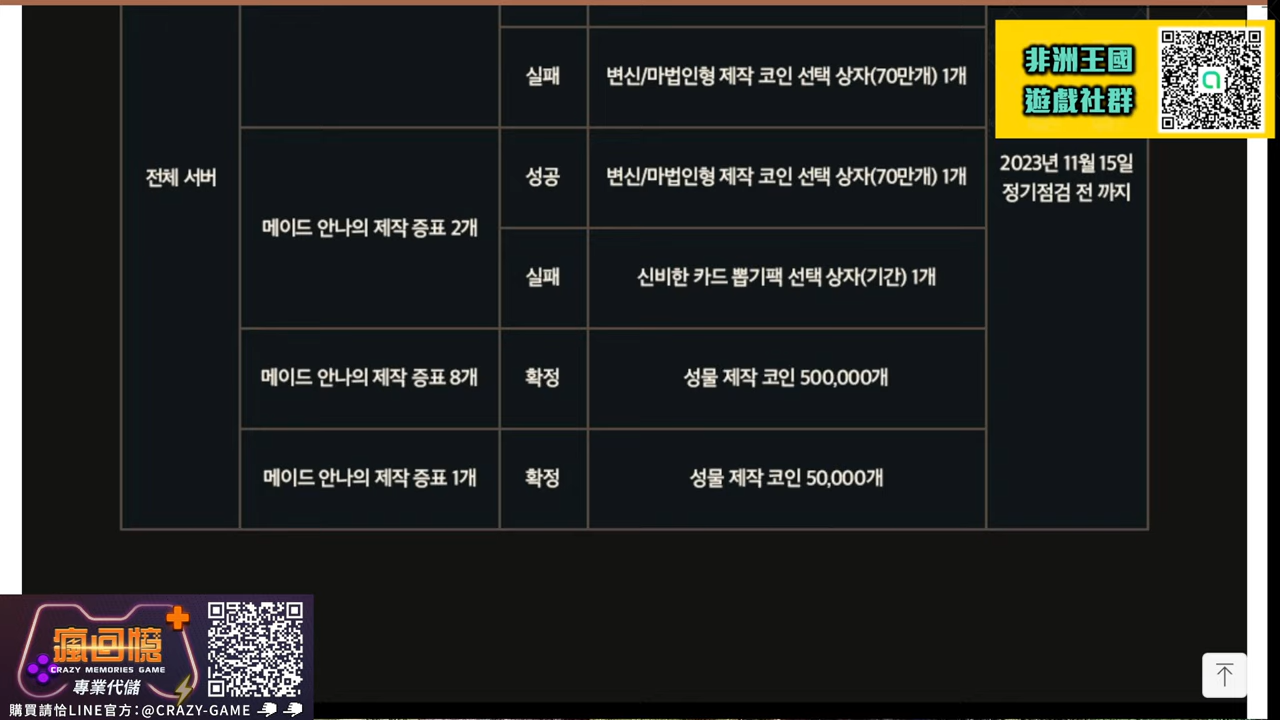 실패
변신/마법인형 제작 코인 선택 상자(70만개) 1개
非洲王國
遊戲社群
전체 서버
메이드 안나의 제작 증표 2개
성공
변신/마법인형 제작 코인 선택 상자(70만개) 1개
2023년 11월 15일
정기점검 전 까지
실패
신비한 카드 뽑기팩 선택 상자(기간) 1개
메이드 안나의 제작 증표 8개
확정
성물 제작 코인 500,000개
메이드 안나의 제작 증표 1개
확정
성물 제작 코인 50,000개
瘋回憶
CRAZY MEMORIES GAME
專業代儲
購買請恰LINE官方:@CRAZY-GAME